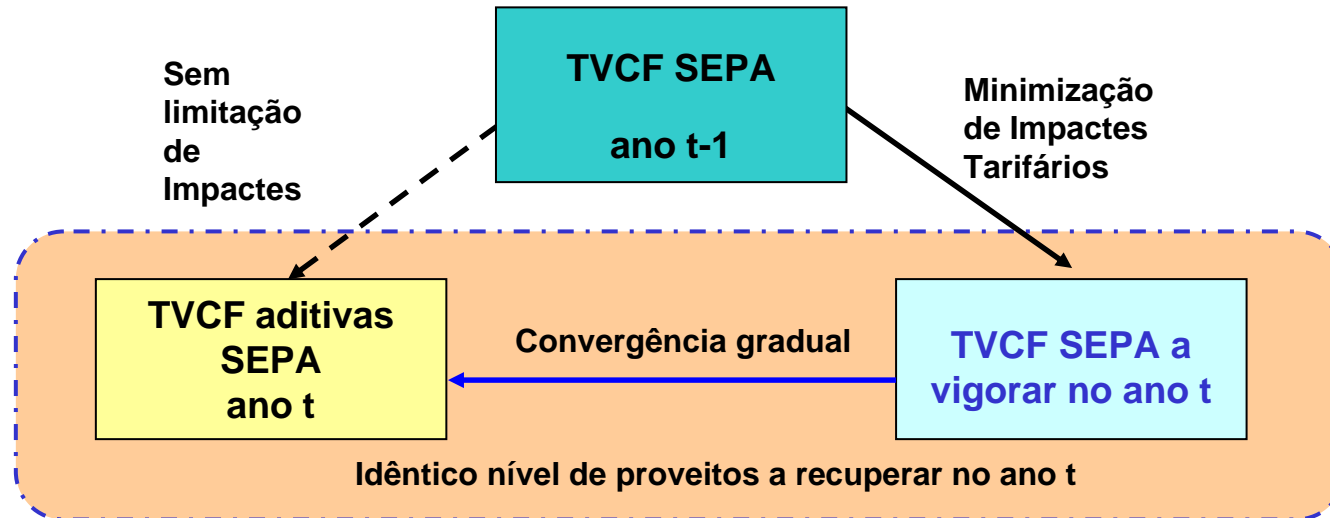 TVCF SEPA
ano t-1
Sem
limitação
de
Impactes
Minimização
de Impactes
Tarifários
TVCF aditivas
SEPA
ano t
Convergência gradual
TVCF SEPA a
vigorar no ano t
Idêntico nível de proveitos a recuperar no ano t